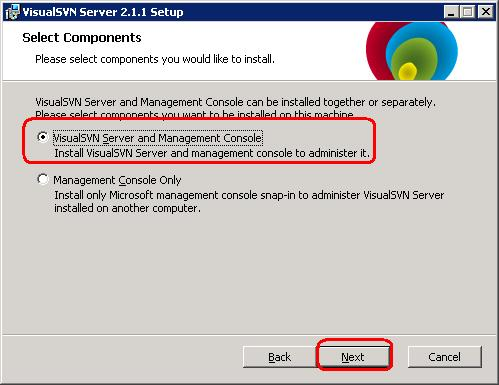 VisualSVN Server 2.1.1 Setup
Select Components
Please select components you would like to install.
VisualSVN Server and Management Console can be installed together or separately.
Please select components you want to be installed on this machine.
VisualSVN Server and Management Console
Install VisualSVN Server and management console to administer it.
Management Console Only
Install only Microsoft management console snap-in to administer VisualSVN Server
installed on another computer.
Back Next Cancel